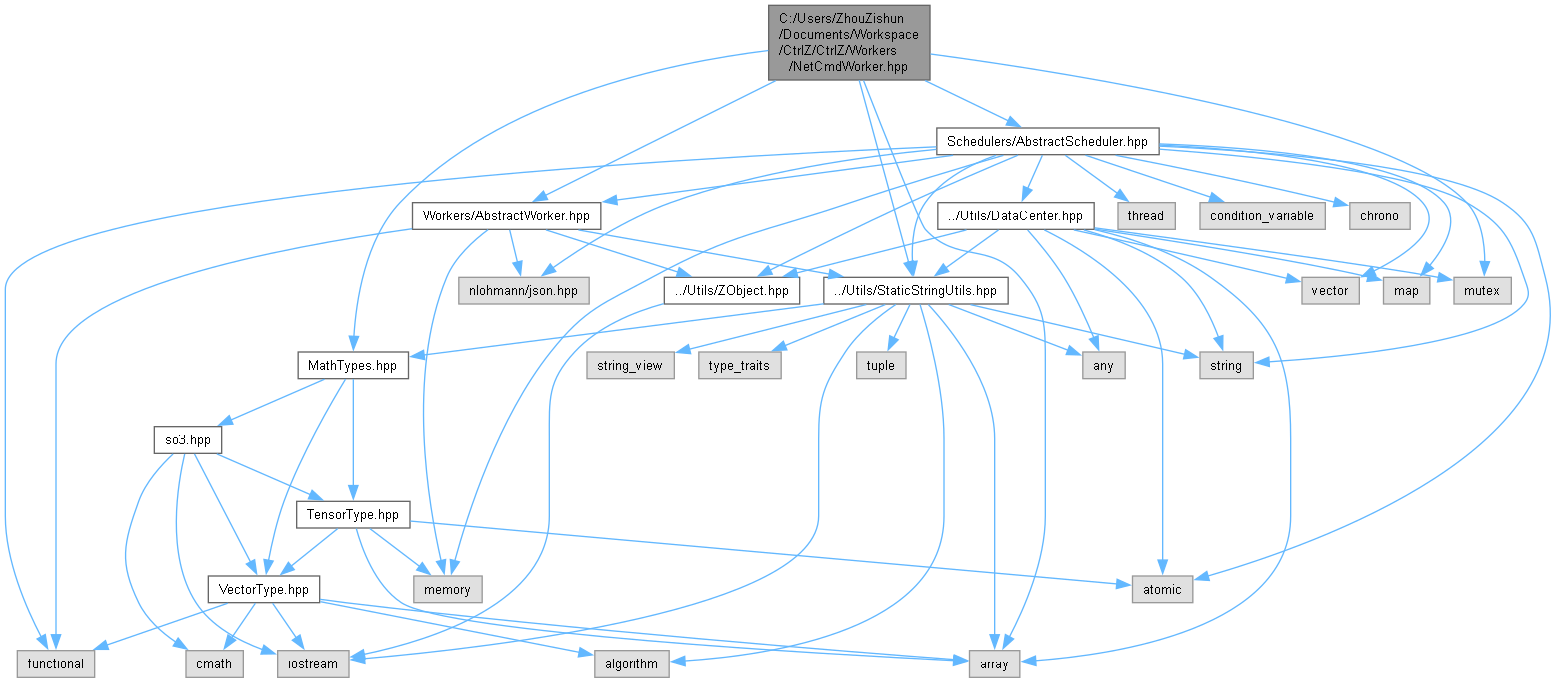 C:/Users/ZhouZishun
/Documents/Workspace
/CtrlZ/CtrlZ/Workers
/NetCmdWorker.hpp
Schedulers/AbstractScheduler.hpp
Workers/AbstractWorker.hpp
../Utils/DataCenter.hpp
thread
condition_variable
chrono
nlohmann/json.hpp
../Utils/ZObject.hpp
../Utils/StaticStringUtils.hpp
vector
map
mutex
MathTypes.hpp
string_view
type_traits
tuple
any
string
so3.hpp
TensorType.hpp
VectorType.hpp
memory
atomic
functional
cmath
iostream
algorithm
array